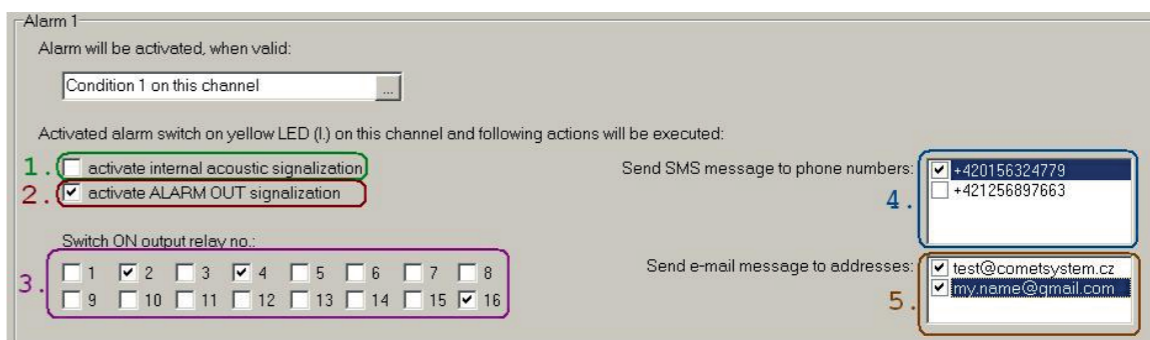 Alarm 1
Alarm will be activated, when valid:
Condition 1 on this channel ...
Activated alarm switch on yellow LED (I.) on this channel and following actions will be executed:
1. activate internal acoustic signalization
2. activate ALARM OUT signalization
Send SMS message to phone numbers:
+420156324779
+421256897663
4.
Switch ON output relay no.:
3.
1 2 3 4 5 6 7 8
9 10 11 12 13 14 15 16
Send e-mail message to addresses:
test@cometsystem.cz
my.name@gmail.com
5.